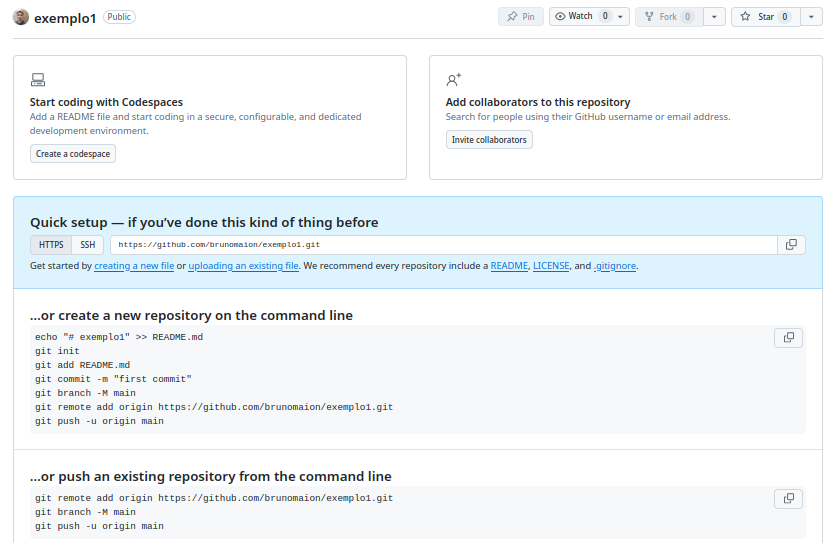 exemplo1 Public Pin Watch 0 Fork 0 Star 0
Start coding with Codespaces
Add a README file and start coding in a secure, configurable, and dedicated
development environment.
Create a codespace
Add collaborators to this repository
Search for people using their GitHub username or email address.
Invite collaborators
Quick setup — if you've done this kind of thing before
HTTPS SSH https://github.com/brunomaion/exemplo1.git
Get started by creating a new file or uploading an existing file. We recommend every repository include a README, LICENSE, and .gitignore.
...or create a new repository on the command line
echo "# exemplo1" >> README.md
git init
git add README.md
git commit -m "first commit"
git branch -M main
git remote add origin https://github.com/brunomaion/exemplo1.git
git push -u origin main
...or push an existing repository from the command line
git remote add origin https://github.com/brunomaion/exemplo1.git
git branch -M main
git push -u origin main